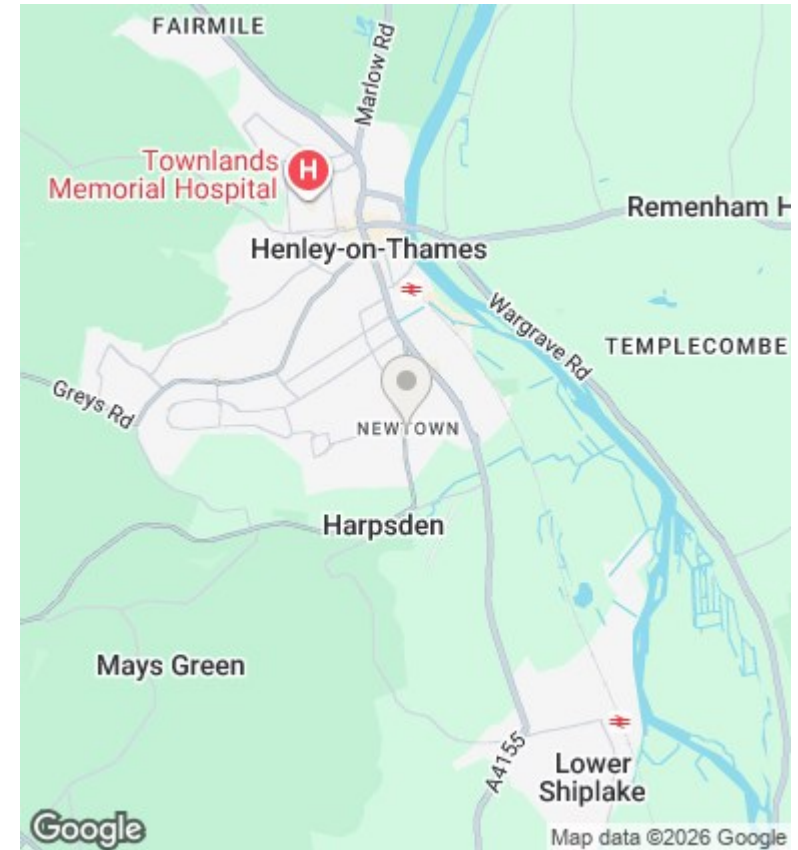 FAIRMILE
Marlow Rd
Townlands
Memorial Hospital
H
Remenham H
Henley-on-Thames
Wargrave Rd
TEMPLECOMBE
Greys Rd
NEWTOWN
Harpsden
Mays Green
A4155
Lower
Shiplake
Google
Map data ©2026 Google